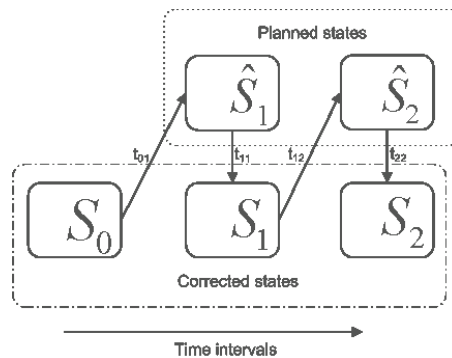 Planned states
Ŝ₁ Ŝ₂
t₀₁ t₁₁ t₁₂ t₂₂
S₀ S₁ S₂
Corrected states
Time intervals